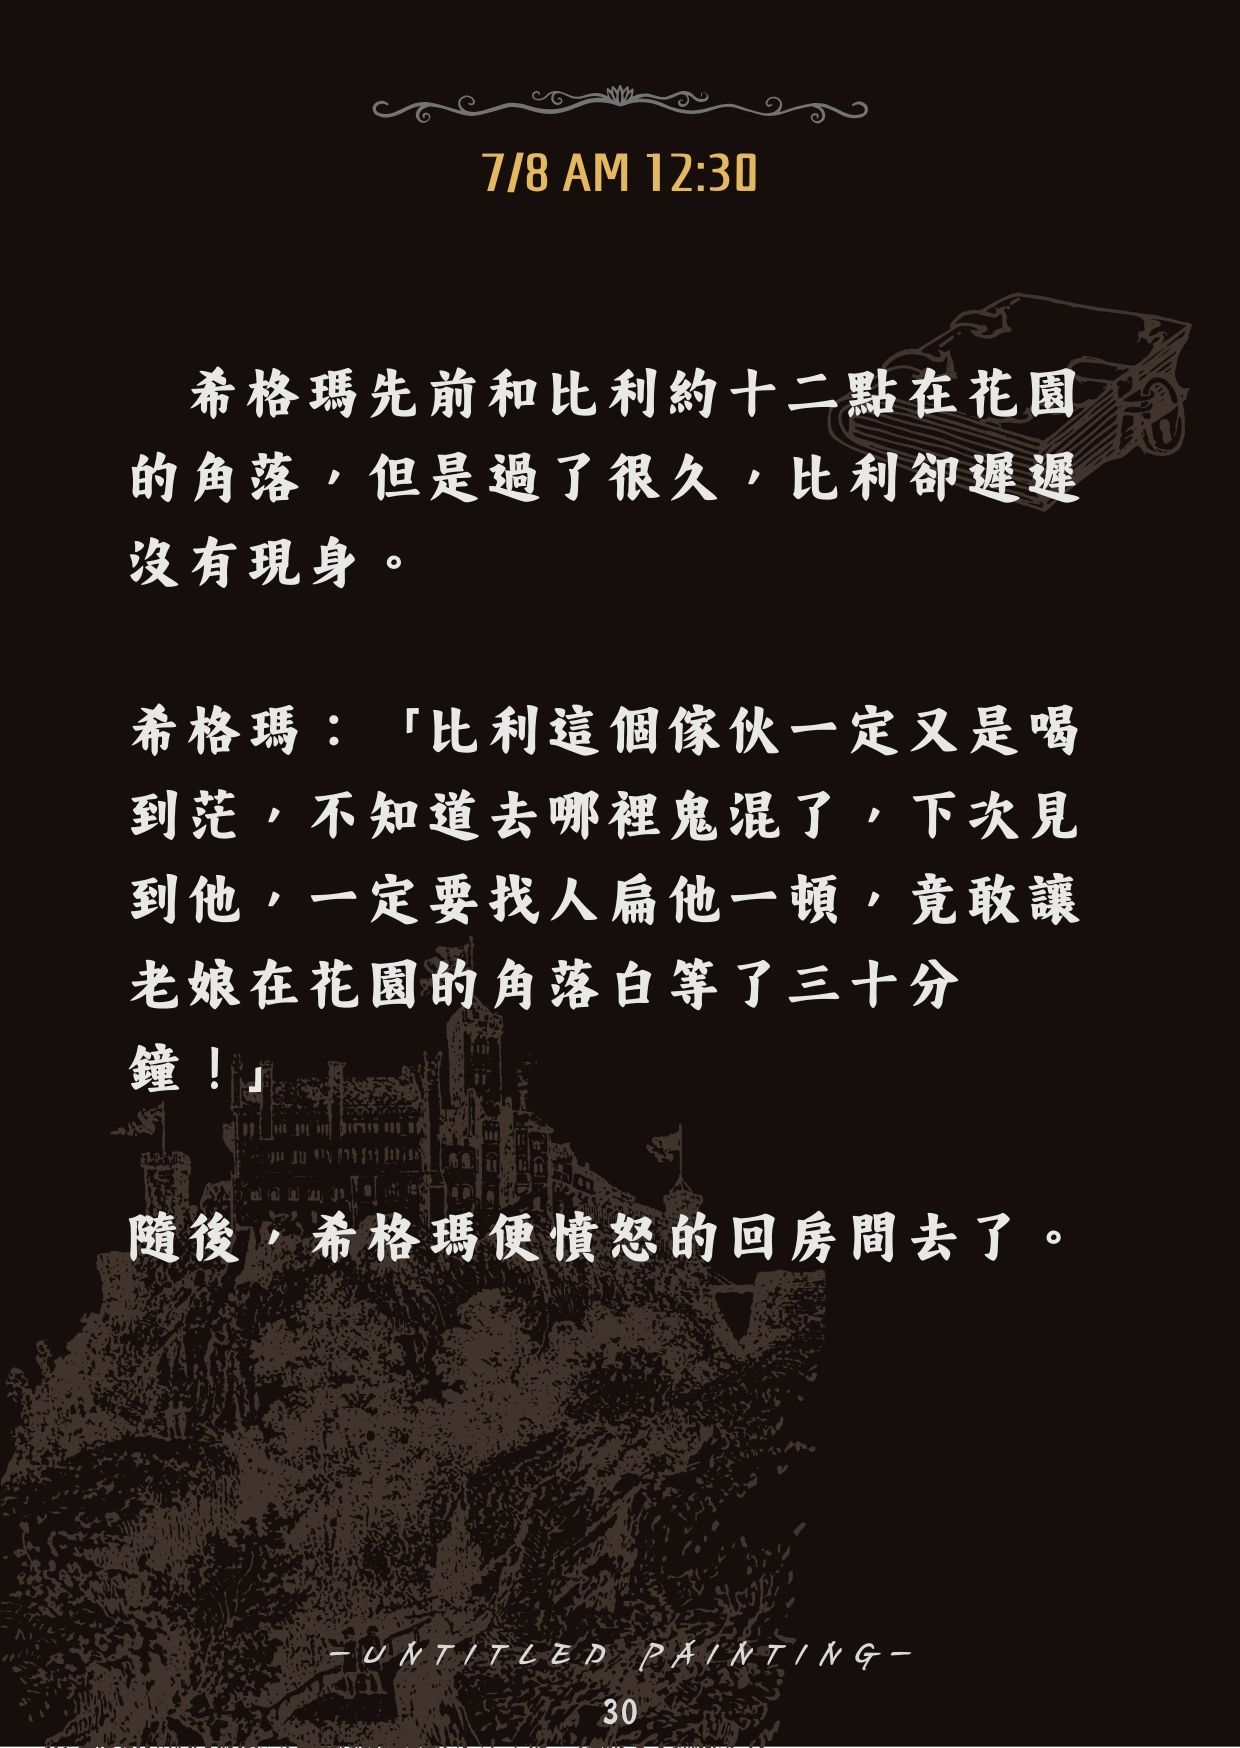 7/8 AM 12:30
希格瑪先前和比利約十二點在花園
的角落，但是過了很久，比利卻遲遲
沒有現身。
希格瑪：「比利這個傢伙一定又是喝
到茫，不知道去哪裡鬼混了，下次見
到他，一定要找人扁他一頓，竟敢讓
老娘在花園的角落白等了三十分
鐘！」
隨後，希格瑪便憤怒的回房間去了。
-UNTITLED PAINTING-
30